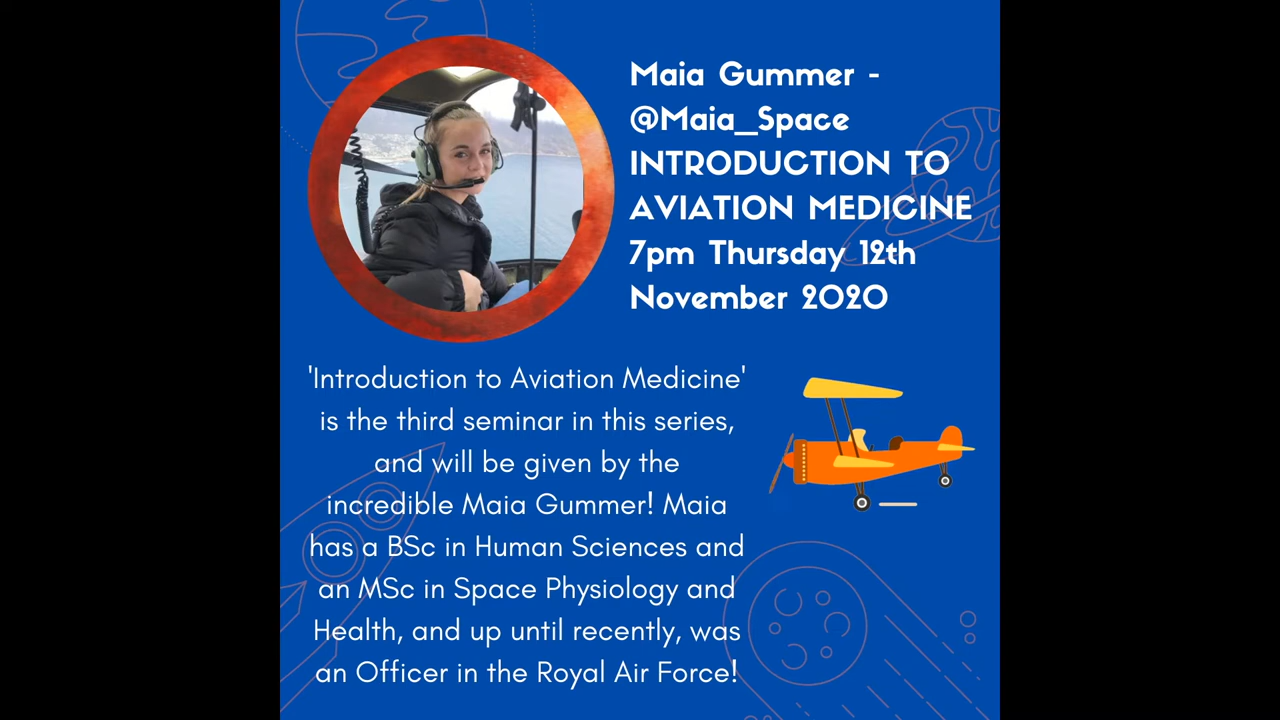 Maia Gummer -
@Maia_Space
INTRODUCTION TO
AVIATION MEDICINE
7pm Thursday 12th
November 2020
'Introduction to Aviation Medicine'
is the third seminar in this series,
and will be given by the
incredible Maia Gummer! Maia
has a BSc in Human Sciences and
an MSc in Space Physiology and
Health, and up until recently, was
an Officer in the Royal Air Force!